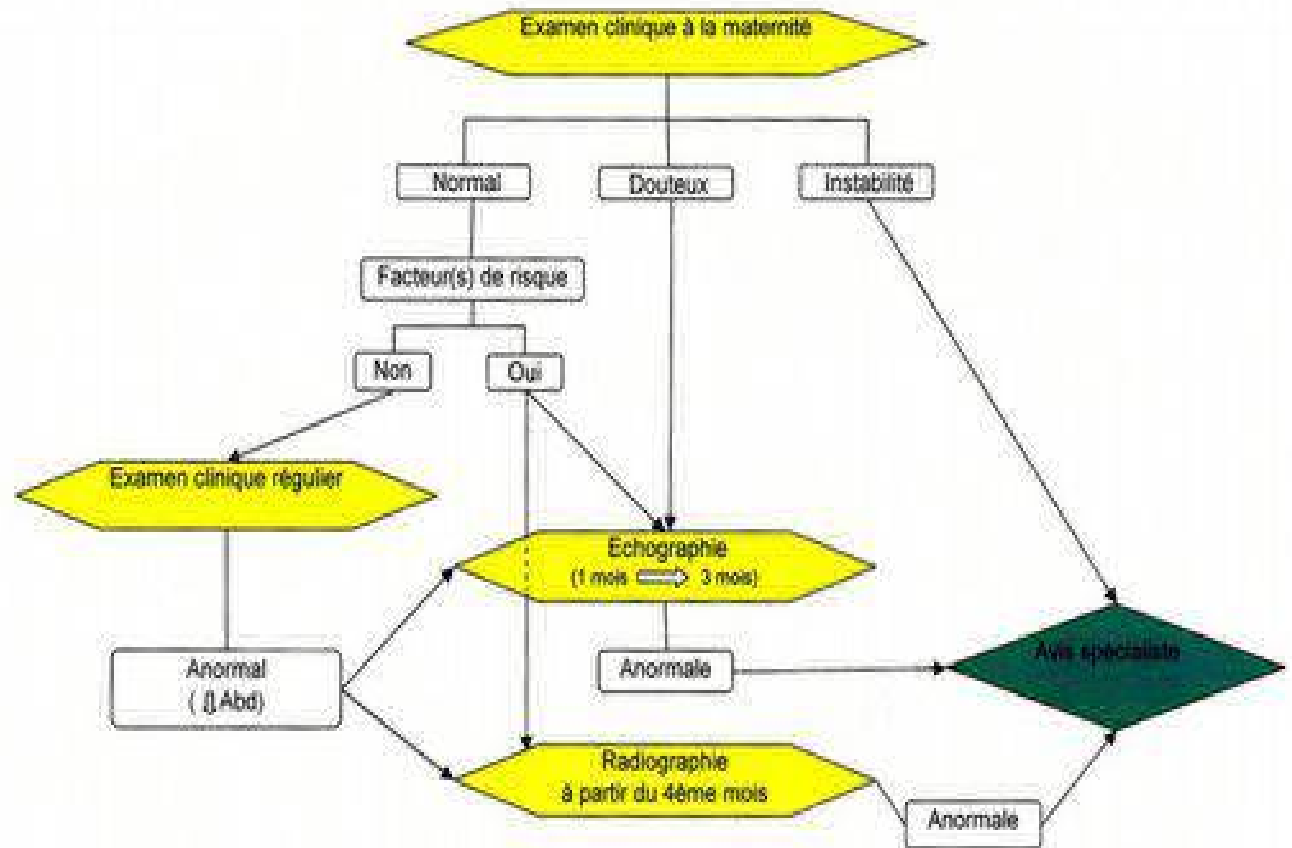 Examen clinique à la maternité
Normal
Douteux
Instabilité
Facteur(s) de risque
Non
Oui
Examen clinique régulier
Echographie
(1 mois ⇒ 3 mois)
Anormal
(⇓Abd)
Anormale
Avis spécialiste
Radiographie
à partir du 4ème mois
Anormale